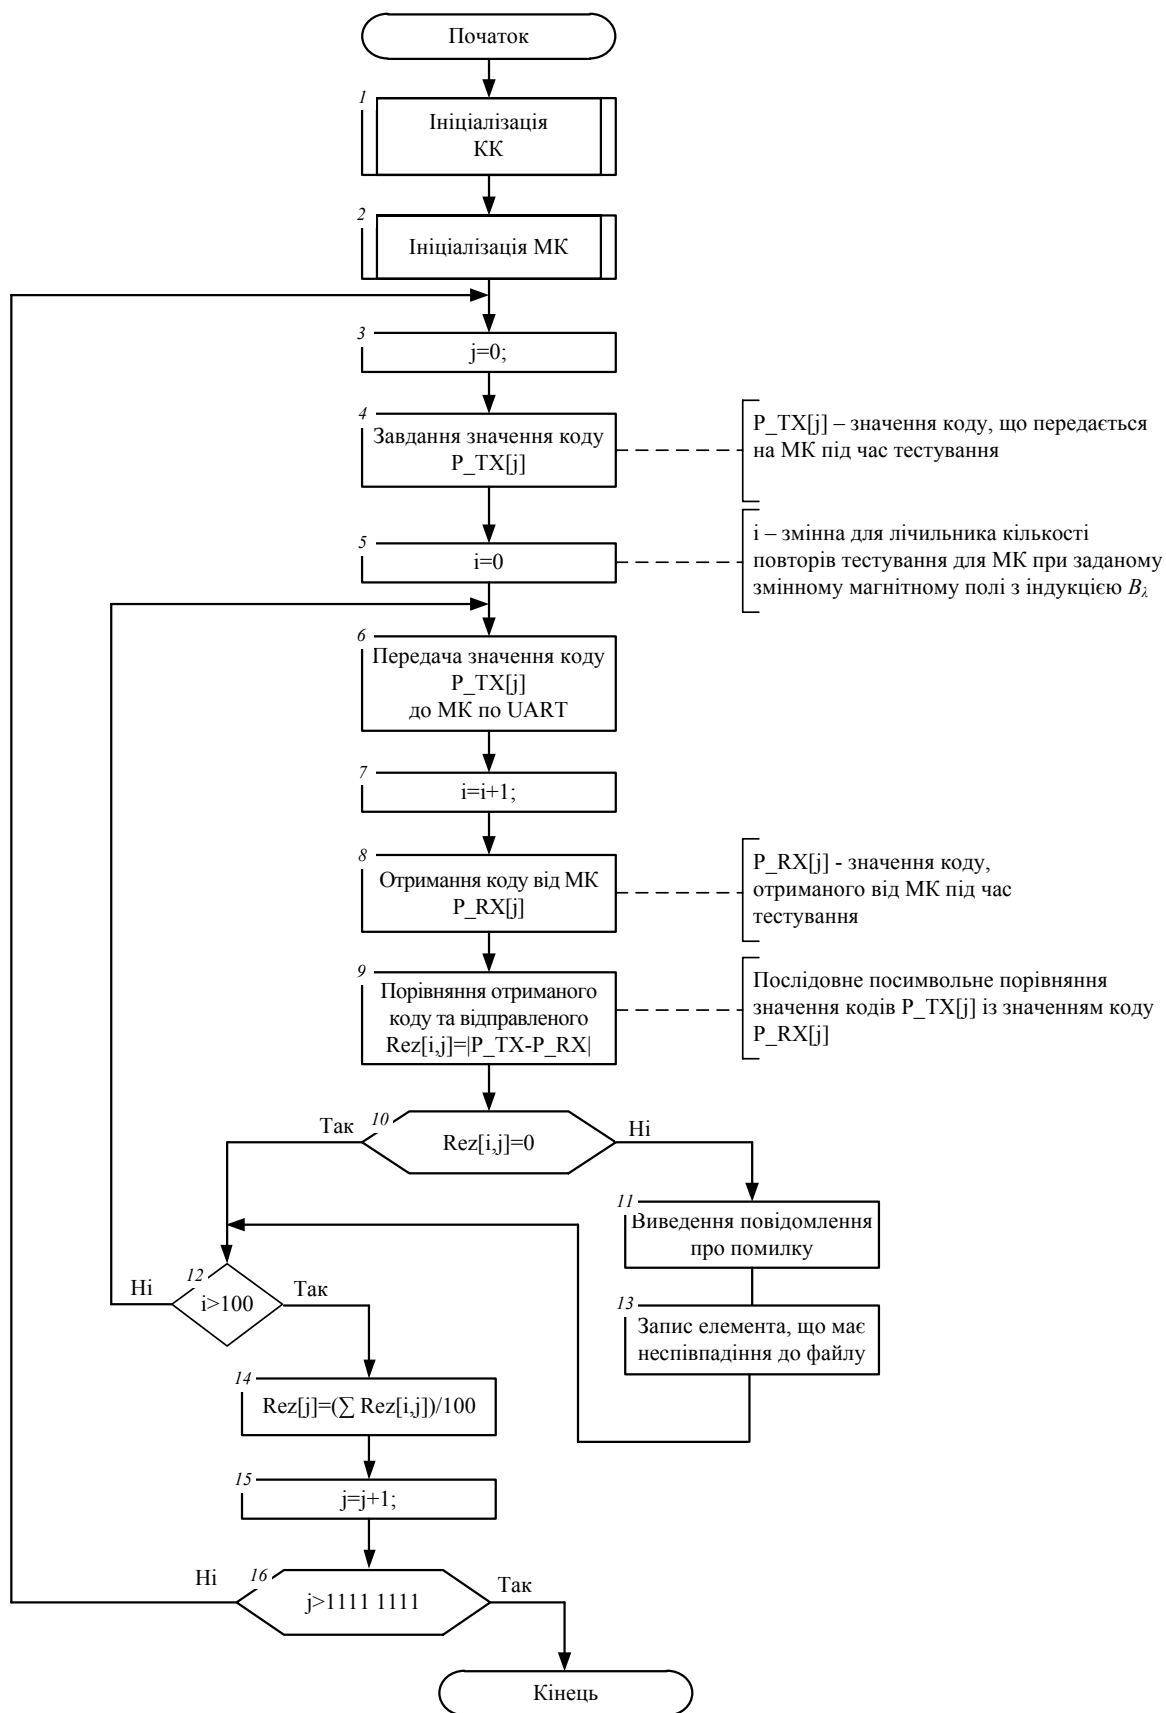 Початок
1
Ініціалізація
КК
2
Ініціалізація МК
3
j=0;
4
Завдання значення коду
P_TX[j]
P_TX[j] – значення коду, що передається
на МК під час тестування
5
i=0
i – змінна для лічильника кількості
повторів тестування для МК при заданому
змінному магнітному полі з індукцією Bλ
6
Передача значення коду
P_TX[j]
до МК по UART
7
i=i+1;
8
Отримання коду від МК
P_RX[j]
P_RX[j] - значення коду,
отриманого від МК під час
тестування
9
Порівняння отриманого
коду та відправленого
Rez[i,j]=|P_TX-P_RX|
Послідовне посимвольне порівняння
значення кодів P_TX[j] із значенням коду
P_RX[j]
Так
10
Rez[i,j]=0
Ні
11
Виведення повідомлення
про помилку
Ні
12
i>100
Так
13
Запис елемента, що має
неспівпадіння до файлу
14
Rez[j]=(∑ Rez[i,j])/100
15
j=j+1;
Ні
16
j>1111 1111
Так
Кінець